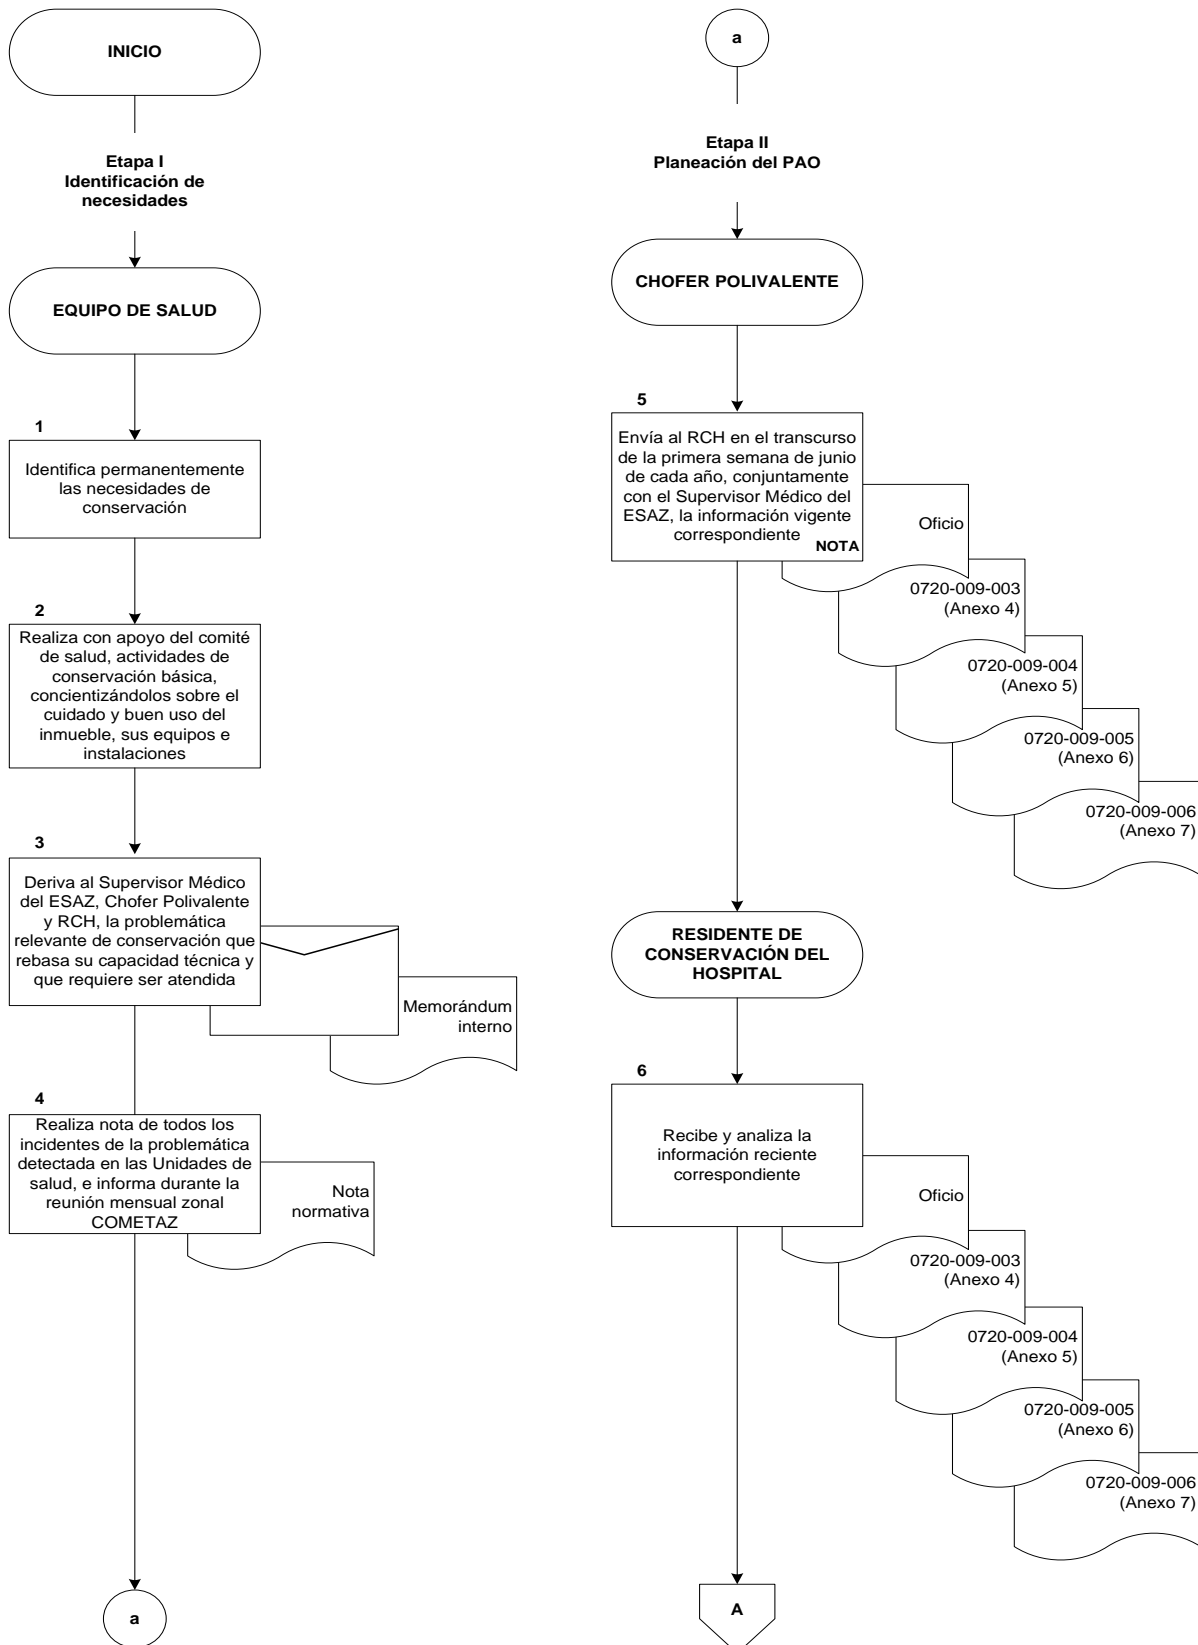 INICIO
Etapa I
Identificación de
necesidades
EQUIPO DE SALUD
1
Identifica permanentemente
las necesidades de
conservación
2
Realiza con apoyo del comité
de salud, actividades de
conservación básica,
concientizándolos sobre el
cuidado y buen uso del
inmueble, sus equipos e
instalaciones
3
Deriva al Supervisor Médico
del ESAZ, Chofer Polivalente
y RCH, la problemática
relevante de conservación que
rebasa su capacidad técnica y
que requiere ser atendida
Memorándum
interno
4
Realiza nota de todos los
incidentes de la problemática
detectada en las Unidades de
salud, e informa durante la
reunión mensual zonal
COMETAZ
Nota
normativa
a
a
Etapa II
Planeación del PAO
CHOFER POLIVALENTE
5
Envía al RCH en el transcurso
de la primera semana de junio
de cada año, conjuntamente
con el Supervisor Médico del
ESAZ, la información vigente
correspondiente
NOTA
Oficio
0720-009-003
(Anexo 4)
0720-009-004
(Anexo 5)
0720-009-005
(Anexo 6)
0720-009-006
(Anexo 7)
RESIDENTE DE
CONSERVACIÓN DEL
HOSPITAL
6
Recibe y analiza la
información reciente
correspondiente
Oficio
0720-009-003
(Anexo 4)
0720-009-004
(Anexo 5)
0720-009-005
(Anexo 6)
0720-009-006
(Anexo 7)
A